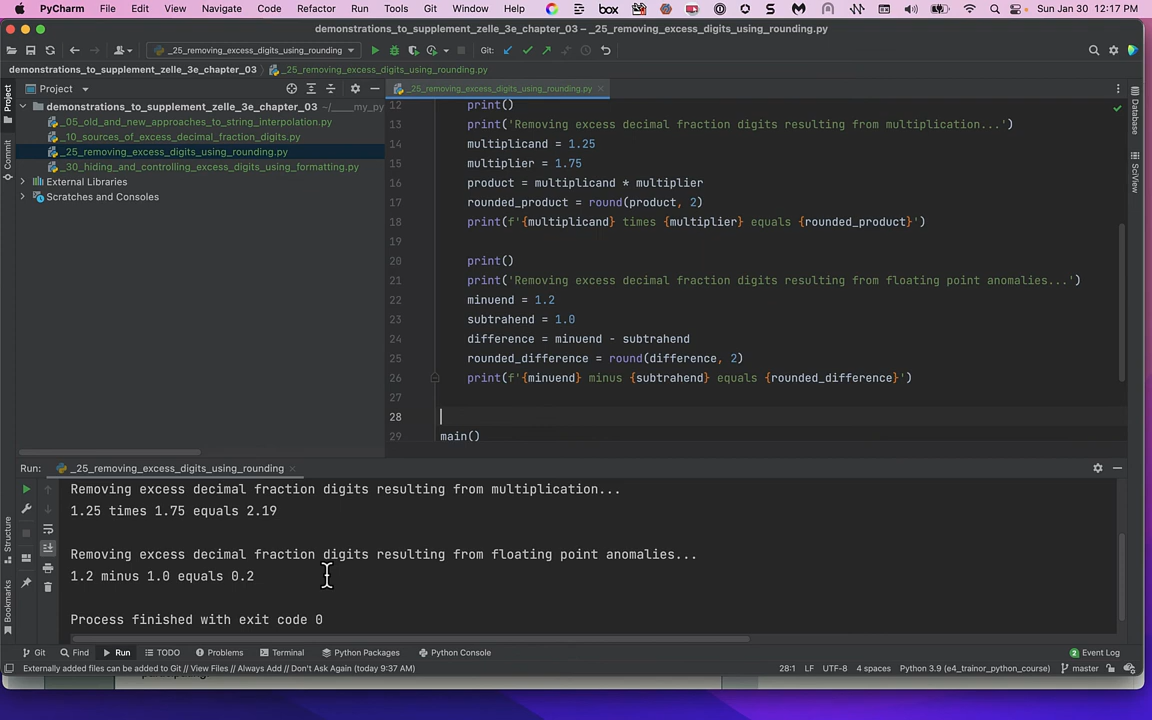 PyCharm File Edit View Navigate Code Refactor Run Tools Git Window Help box Sun Jan 30 12:17 PM
demonstrations_to_supplement_zelle_3e_chapter_03 – _25_removing_excess_digits_using_rounding.py
_25_removing_excess_digits_using_rounding Git:
demonstrations_to_supplement_zelle_3e_chapter_03 _25_removing_excess_digits_using_rounding.py
Project _25_removing_excess_digits_using_rounding.py
demonstrations_to_supplement_zelle_3e_chapter_03 ~/____my_py
_05_old_and_new_approaches_to_string_interpolation.py
_10_sources_of_excess_decimal_fraction_digits.py
_25_removing_excess_digits_using_rounding.py
_30_hiding_and_controlling_excess_digits_using_formatting.py
External Libraries
Scratches and Consoles
Project
Commit
Structure
Bookmarks
12 print()
13 print('Removing excess decimal fraction digits resulting from multiplication...')
14 multiplicand = 1.25
15 multiplier = 1.75
16 product = multiplicand * multiplier
17 rounded_product = round(product, 2)
18 print(f'{multiplicand} times {multiplier} equals {rounded_product}')
19
20 print()
21 print('Removing excess decimal fraction digits resulting from floating point anomalies...')
22 minuend = 1.2
23 subtrahend = 1.0
24 difference = minuend - subtrahend
25 rounded_difference = round(difference, 2)
26 print(f'{minuend} minus {subtrahend} equals {rounded_difference}')
27
28
29 main()
Database
SciView
Run: _25_removing_excess_digits_using_rounding
Removing excess decimal fraction digits resulting from multiplication...
1.25 times 1.75 equals 2.19
Removing excess decimal fraction digits resulting from floating point anomalies...
1.2 minus 1.0 equals 0.2
Process finished with exit code 0
Git Find Run TODO Problems Terminal Python Packages Python Console 2 Event Log
Externally added files can be added to Git // View Files // Always Add // Don't Ask Again (today 9:37 AM) 28:1 LF UTF-8 4 spaces Python 3.9 (e4_trainor_python_course) master